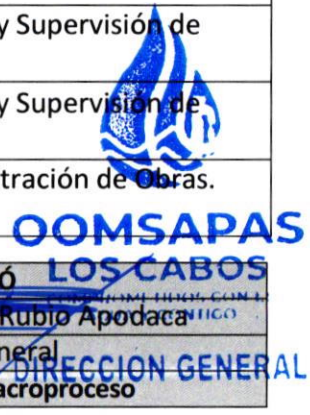 y Supervisión de
y Supervisión de
tración de Obras.
OOMSAPAS
LOS CABOS
Ó
Rubio Apodaca
neral
DIRECCION GENERAL
acroproceso